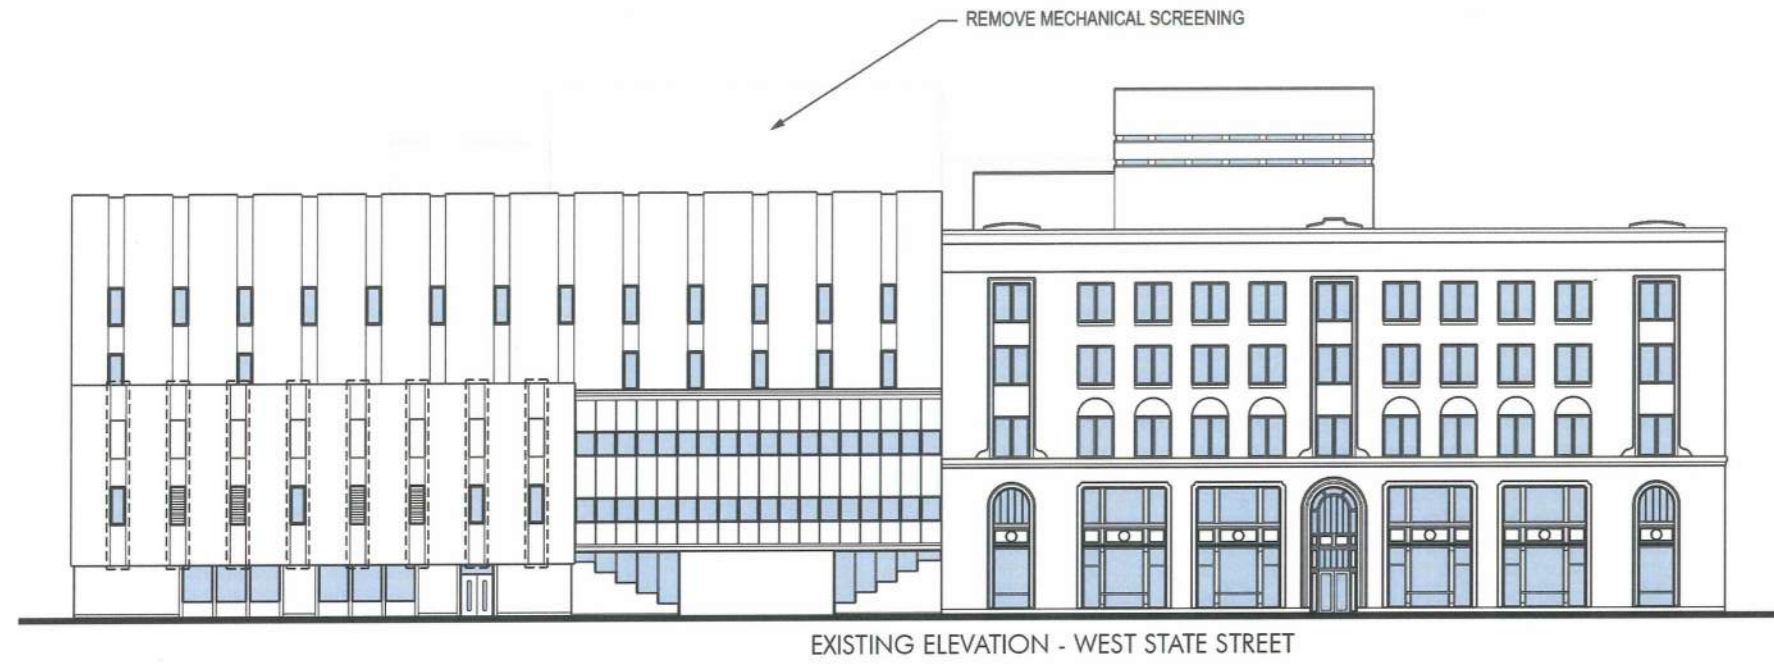 REMOVE MECHANICAL SCREENING
EXISTING ELEVATION - WEST STATE STREET